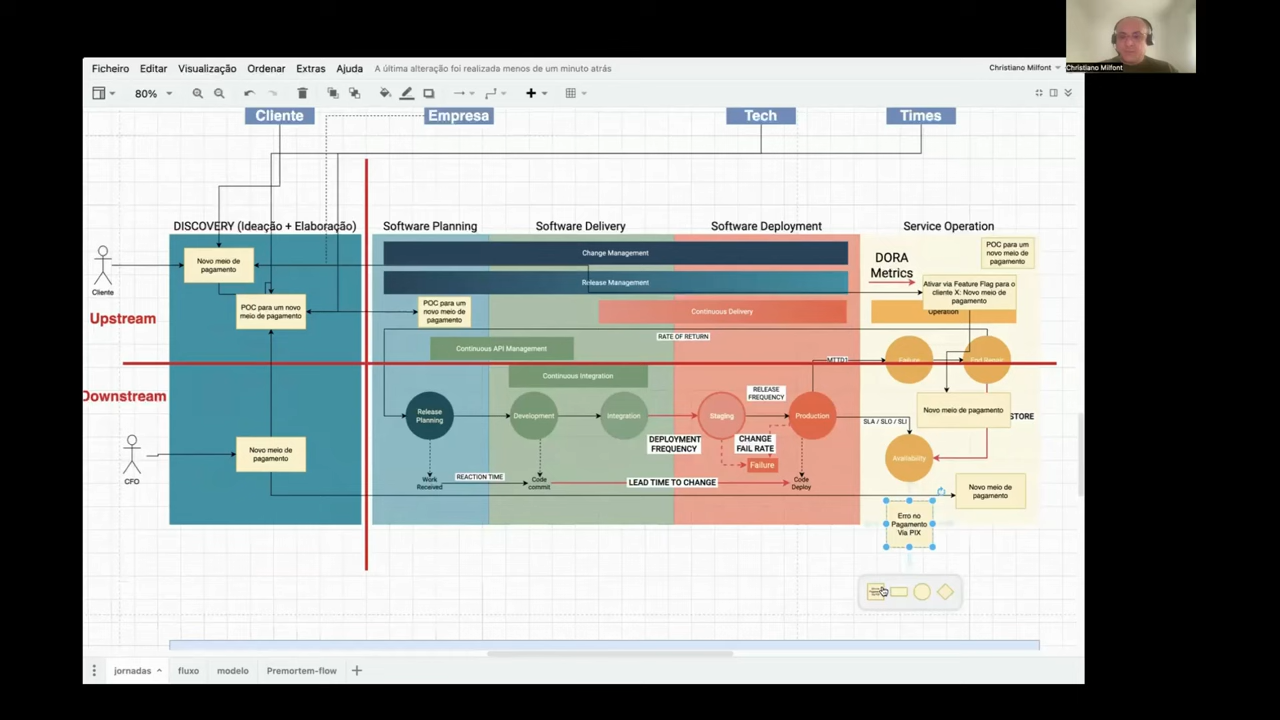 Christiano Milfont
Ficheiro Editar Visualização Ordenar Extras Ajuda A última alteração foi realizada menos de um minuto atrás
Christiano Milfont
80%
Cliente
Empresa
Tech
Times
DISCOVERY (Ideação + Elaboração)
Software Planning
Software Delivery
Software Deployment
Service Operation
Cliente
Novo meio de
pagamento
POC para um novo
meio de pagamento
Upstream
Change Management
Release Management
POC para um
novo meio de
pagamento
Continuous Delivery
RATE OF RETURN
Continuous API Management
DORA
Metrics
POC para um
novo meio de
pagamento
Ativar via Feature Flag para o
cliente X: Novo meio de
pagamento
Operation
MTTD1
Failure
Downstream
CFO
Novo meio de
pagamento
Continuous Integration
Release
Planning
Development
Integration
Staging
RELEASE
FREQUENCY
Production
DEPLOYMENT
FREQUENCY
CHANGE
FAIL RATE
Failure
Work
Received
REACTION TIME
Code
commit
LEAD TIME TO CHANGE
Code
Deploy
Novo meio de
pagamento
STORE
SLA / SLO / SLI
Availability
Novo meio de
pagamento
Erro no
Pagamento
Via PIX
jornadas
fluxo
modelo
Premortem-flow